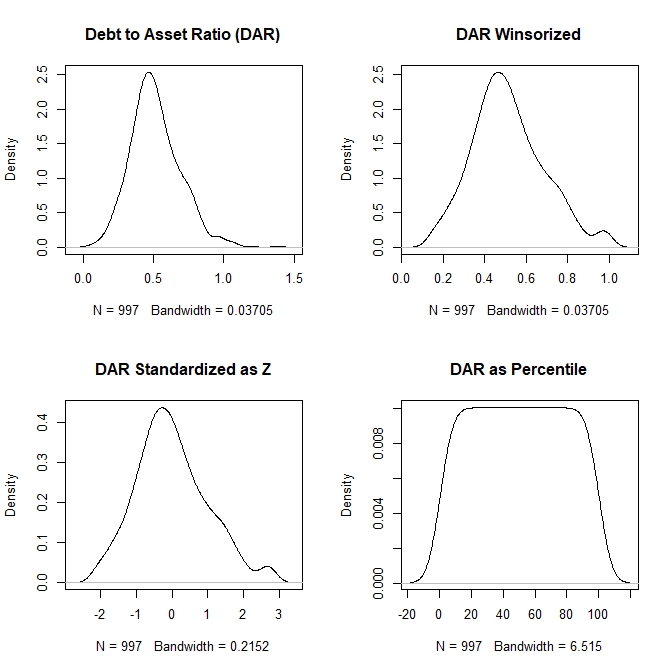 Debt to Asset Ratio (DAR)
Density
0.0 0.5 1.0 1.5 2.0 2.5
0.0 0.5 1.0 1.5
N = 997 Bandwidth = 0.03705
DAR Winsorized
Density
0.0 0.5 1.0 1.5 2.0 2.5
0.0 0.2 0.4 0.6 0.8 1.0
N = 997 Bandwidth = 0.03705
DAR Standardized as Z
Density
0.0 0.1 0.2 0.3 0.4
-2 -1 0 1 2 3
N = 997 Bandwidth = 0.2152
DAR as Percentile
Density
0.000 0.004 0.008
-20 0 20 40 60 80 100
N = 997 Bandwidth = 6.515